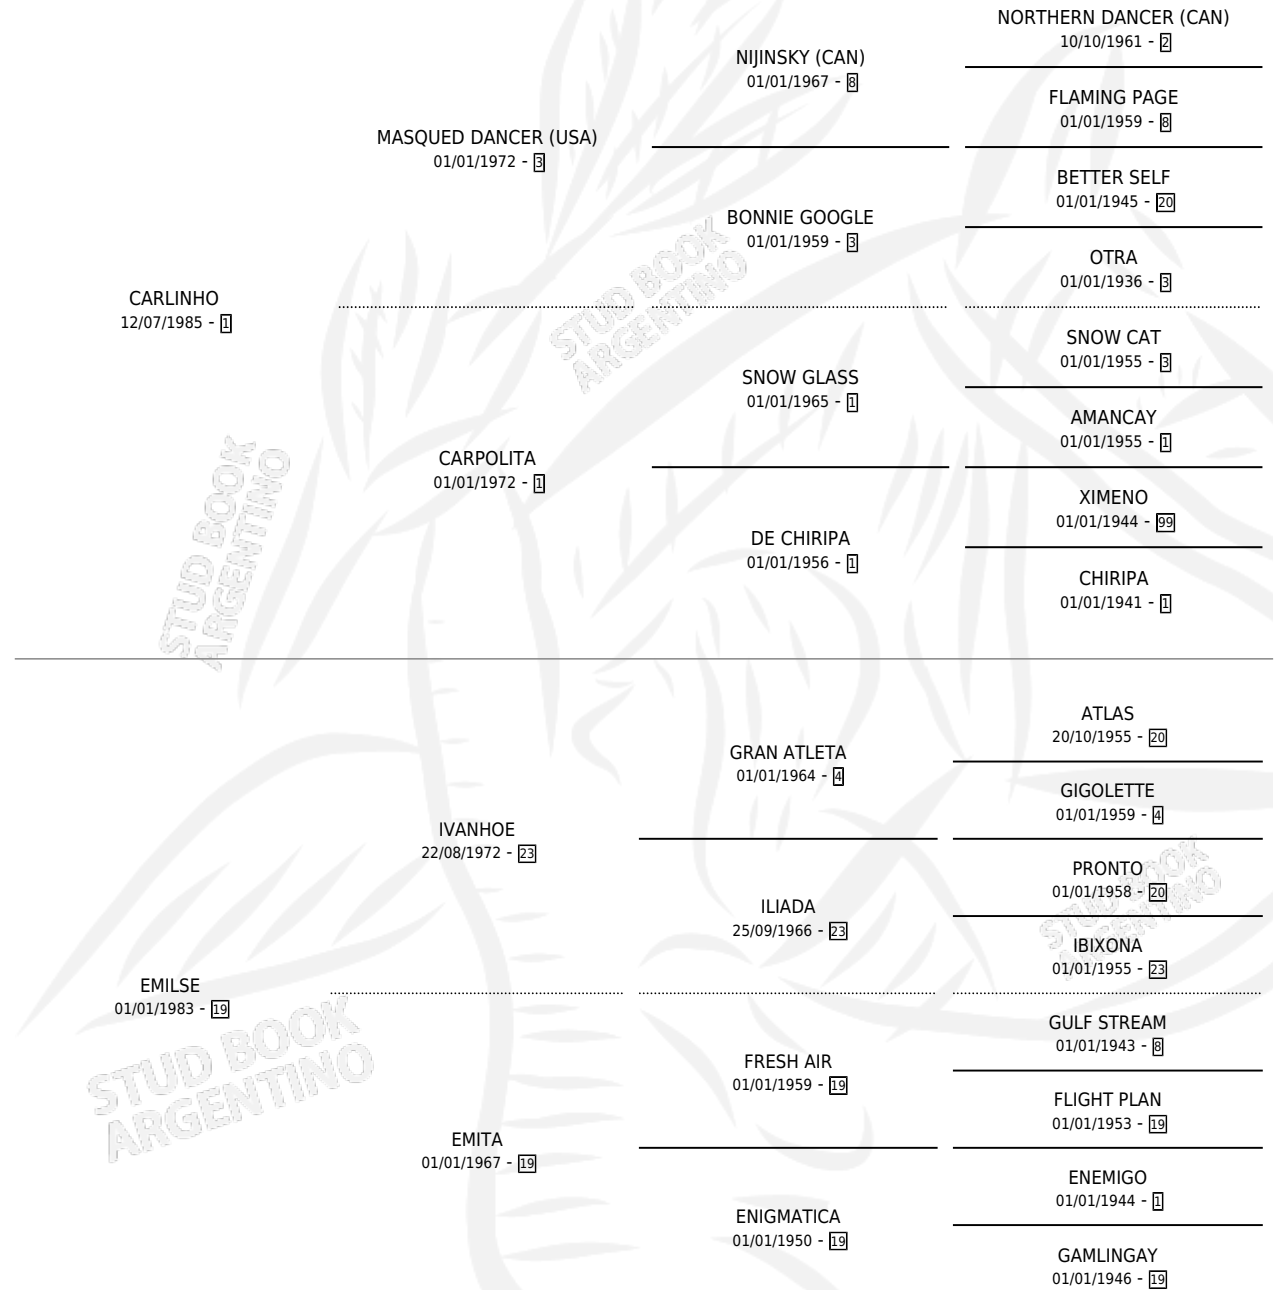 NORTHERN DANCER (CAN)
10/10/1961 - 2
NIJINSKY (CAN)
01/01/1967 - 8
FLAMING PAGE
01/01/1959 - 8
MASQUED DANCER (USA)
01/01/1972 - 3
BETTER SELF
01/01/1945 - 20
BONNIE GOOGLE
01/01/1959 - 3
OTRA
01/01/1936 - 3
CARLINHO
12/07/1985 - 1
STUD BOOK
ARGENTINO
SNOW CAT
01/01/1955 - 3
SNOW GLASS
01/01/1965 - 1
AMANCAY
01/01/1955 - 1
CARPOLITA
01/01/1972 - 1
XIMENO
01/01/1944 - 99
DE CHIRIPA
01/01/1956 - 1
CHIRIPA
01/01/1941 - 1
STUD BOOK
ARGENTINO
ATLAS
20/10/1955 - 20
GRAN ATLETA
01/01/1964 - 4
GIGOLETTE
01/01/1959 - 4
IVANHOE
22/08/1972 - 23
PRONTO
01/01/1958 - 20
ILIADA
25/09/1966 - 23
IBIXONA
01/01/1955 - 23
STUD BOOK
ARGENTINO
EMILSE
01/01/1983 - 19
GULF STREAM
01/01/1943 - 8
FRESH AIR
01/01/1959 - 19
FLIGHT PLAN
01/01/1953 - 19
STUD BOOK
ARGENTINO
EMITA
01/01/1967 - 19
ENEMIGO
01/01/1944 - 1
ENIGMATICA
01/01/1950 - 19
GAMLINGAY
01/01/1946 - 19